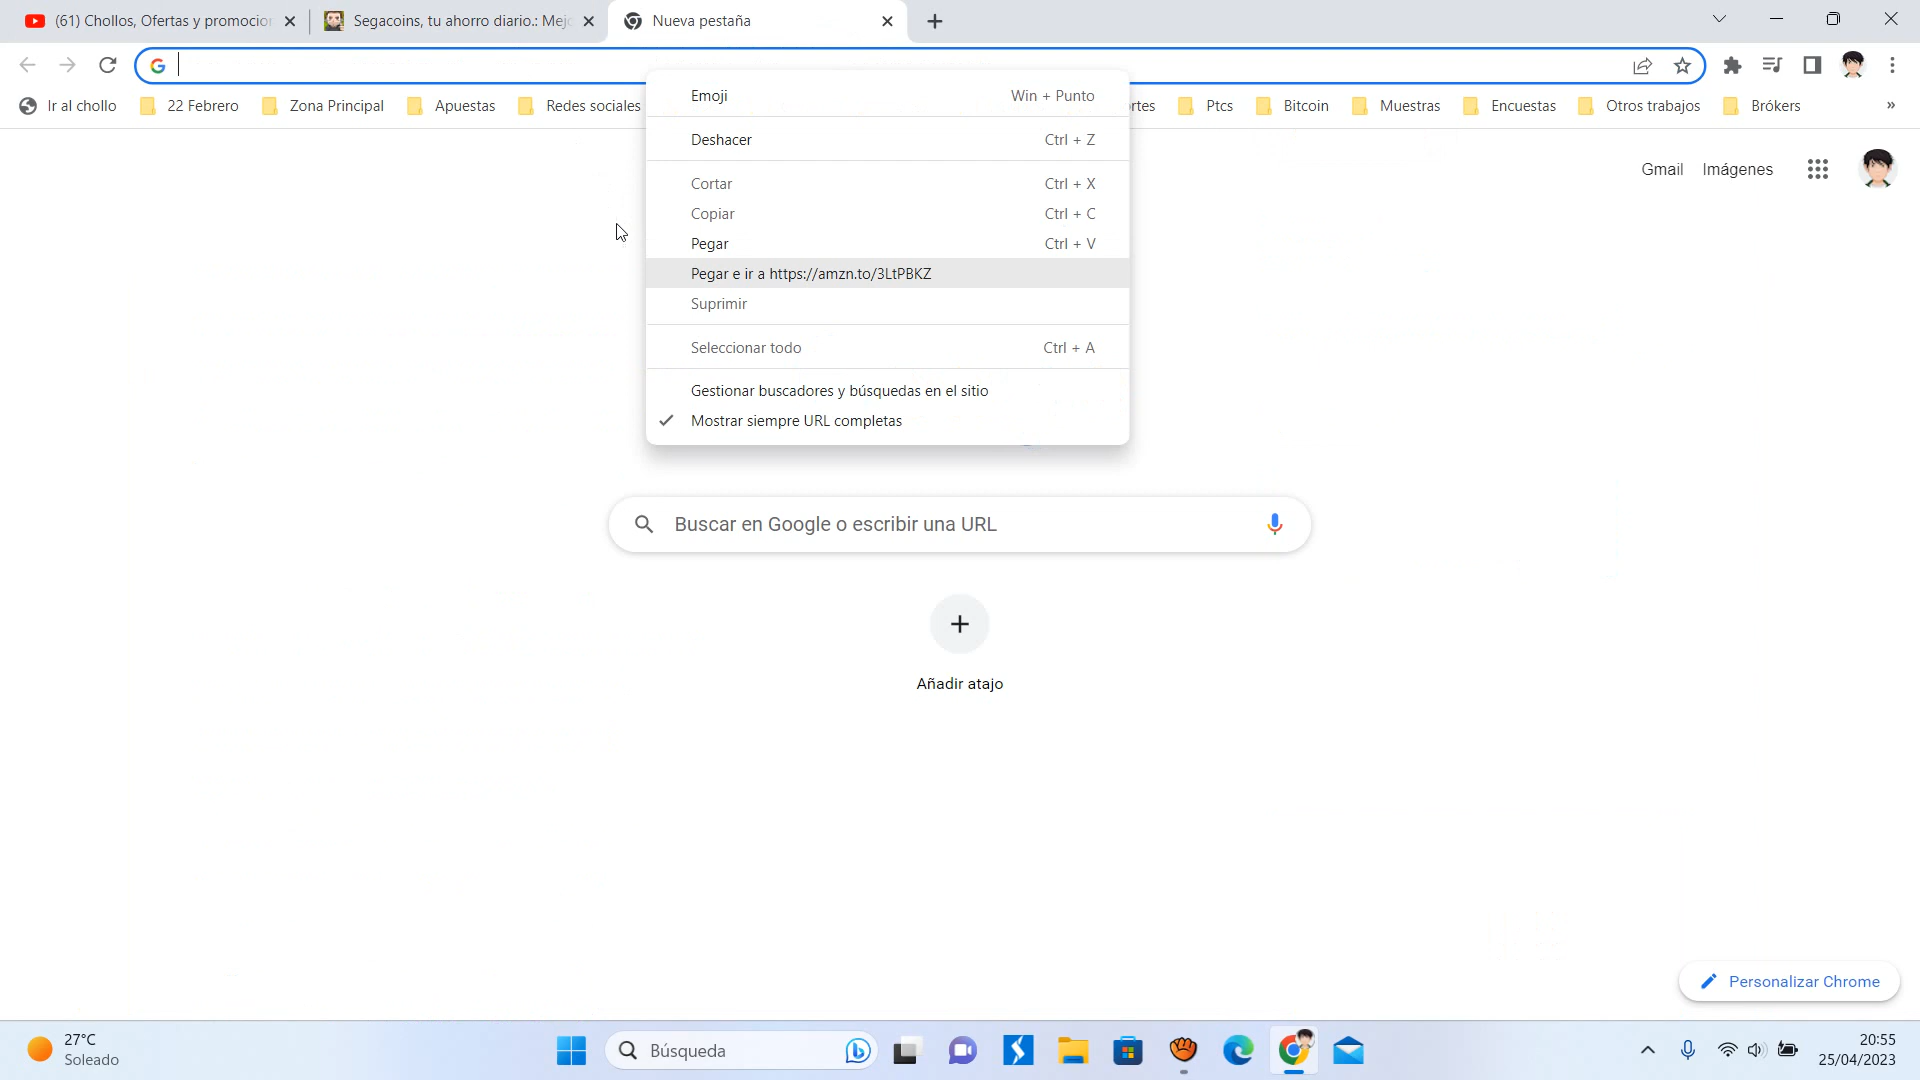 (61) Chollos, Ofertas y promocion
Segacoins, tu ahorro diario.: Mejo
Nueva pestaña
Ir al chollo
22 Febrero
Zona Principal
Apuestas
Redes sociales
rtes
Ptcs
Bitcoin
Muestras
Encuestas
Otros trabajos
Brókers
»
Emoji Win + Punto
Deshacer Ctrl + Z
Cortar Ctrl + X
Copiar Ctrl + C
Pegar Ctrl + V
Pegar e ir a https://amzn.to/3LtPBKZ
Suprimir
Seleccionar todo Ctrl + A
Gestionar buscadores y búsquedas en el sitio
Mostrar siempre URL completas
Gmail Imágenes
Buscar en Google o escribir una URL
Añadir atajo
Personalizar Chrome
27°C
Soleado
Búsqueda
20:55
25/04/2023